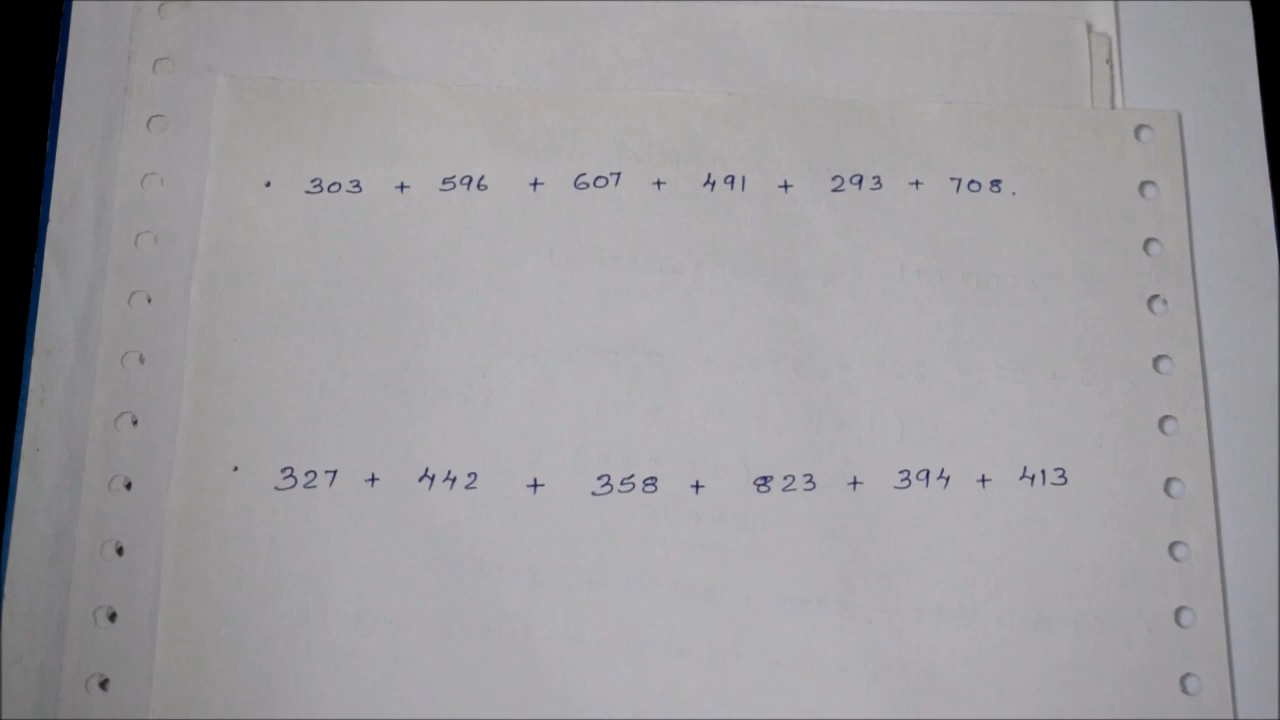 • 303 + 596 + 607 + 491 + 293 + 708.
• 327 + 442 + 358 + 823 + 394 + 413